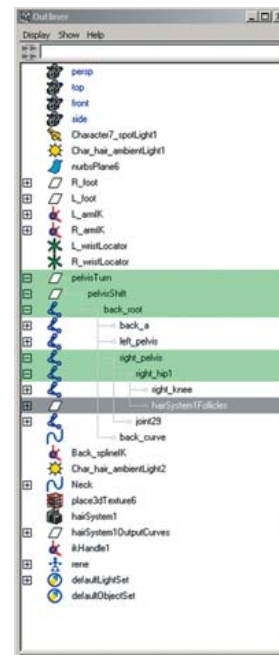 Outliner
Display Show Help
persp
top
front
side
Character7_spotLight1
Char_hair_ambientLight1
nurbsPlane6
R_foot
L_foot
L_armIK
R_armIK
L_wristLocator
R_wristLocator
pelvisTurn
pelvisShift
back_root
back_a
left_pelvis
right_pelvis
right_hip1
right_knee
hairSystem1Follicles
joint29
back_curve
Back_splineIK
Char_hair_ambientLight2
Neck
place3dTexture6
hairSystem1
hairSystem1OutputCurves
ikHandle1
rene
defaultLightSet
defaultObjectSet